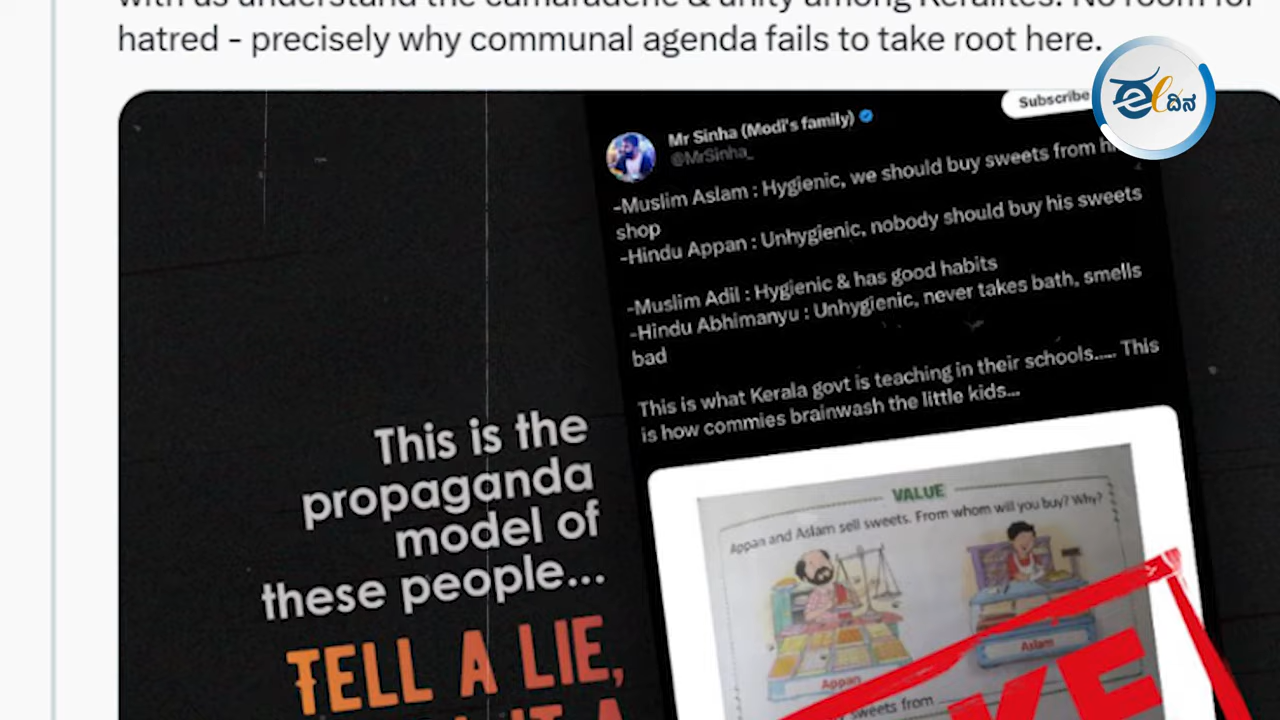 hatred - precisely why communal agenda fails to take root here.
ಈ e ದಿನ
Subscribe
Mr Sinha (Modi's family)
@MrSinha_
-Muslim Aslam : Hygienic, we should buy sweets from
shop
-Hindu Appan : Unhygienic, nobody should buy his sweets
-Muslim Adil : Hygienic & has good habits
-Hindu Abhimanyu : Unhygienic, never takes bath, smells
bad
This is what Kerala govt is teaching in their schools..... This
is how commies brainwash the little kids...
This is the
propaganda
model of
these people...
TELL A LIE,
VALUE
Appan and Aslam sell sweets. From whom will you buy? Why?
Appan
Aslam
sweets from